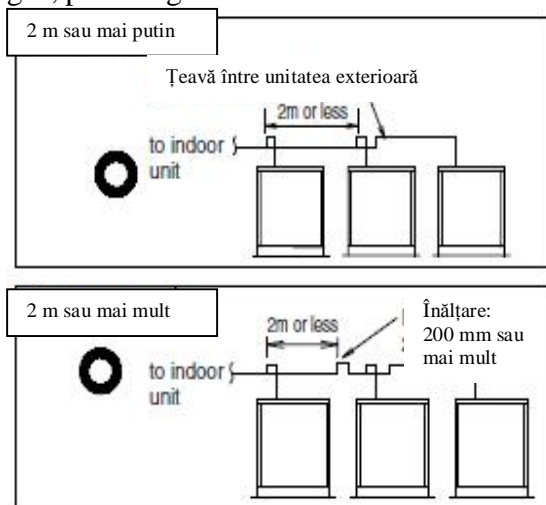 2 m sau mai putin
Țeavă între unitatea exterioară
2m or less
to indoor
unit
2 m sau mai mult
Înălțare:
200 mm sau
mai mult
2m or less
to indoor
unit